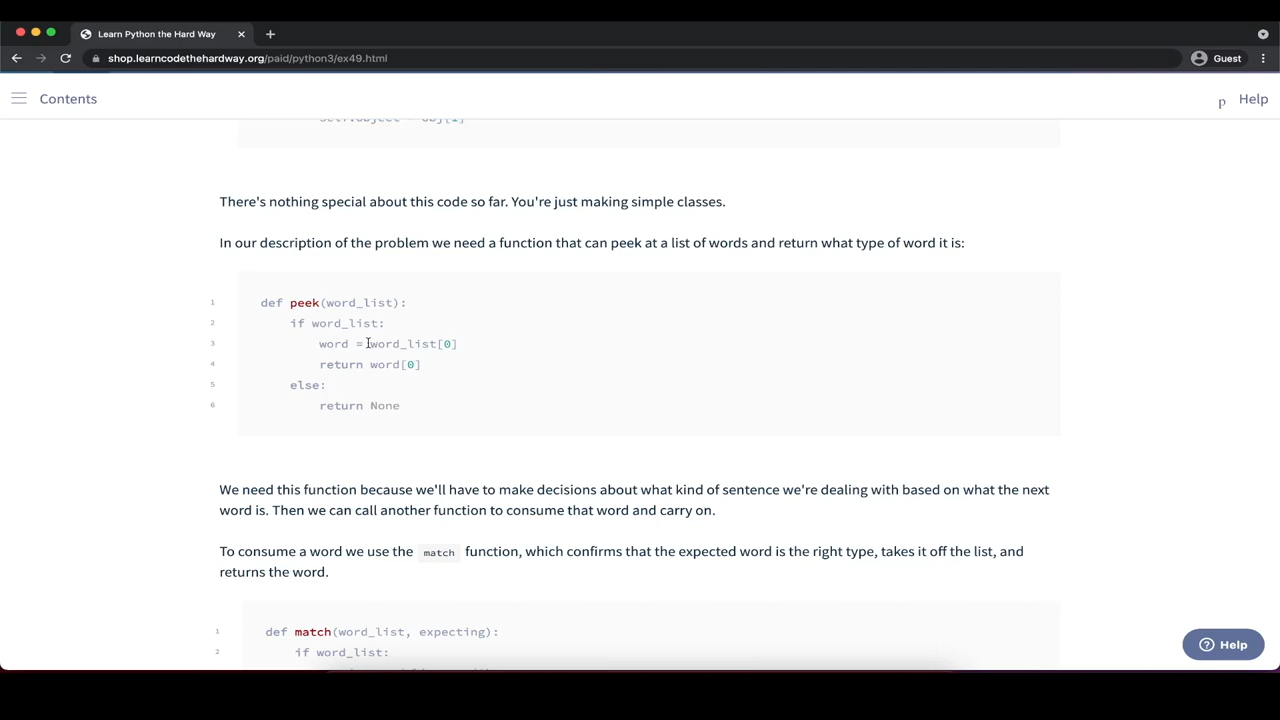 Learn Python the Hard Way
shop.learncodethehardway.org/paid/python3/ex49.html
Guest
Contents
p Help
There's nothing special about this code so far. You're just making simple classes.
In our description of the problem we need a function that can peek at a list of words and return what type of word it is:
1 def peek(word_list):
2 if word_list:
3 word = word_list[0]
4 return word[0]
5 else:
6 return None
We need this function because we'll have to make decisions about what kind of sentence we're dealing with based on what the next
word is. Then we can call another function to consume that word and carry on.
To consume a word we use the match function, which confirms that the expected word is the right type, takes it off the list, and
returns the word.
1 def match(word_list, expecting):
2 if word_list:
Help